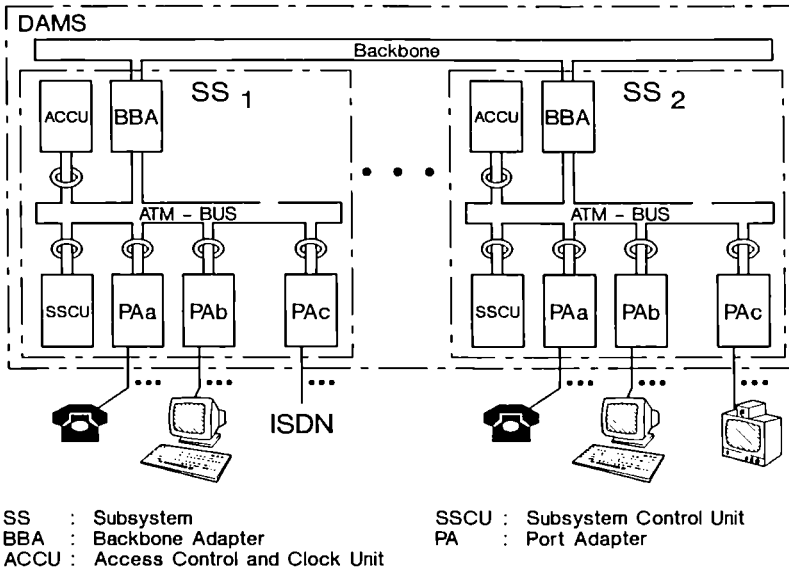 DAMS
Backbone
SS 1 SS 2
ACCU BBA ACCU BBA
• • •
ATM - BUS ATM - BUS
SSCU PAa PAb PAc SSCU PAa PAb PAc
••• ••• ••• ••• ••• •••
ISDN
SS : Subsystem SSCU : Subsystem Control Unit
BBA : Backbone Adapter PA : Port Adapter
ACCU : Access Control and Clock Unit